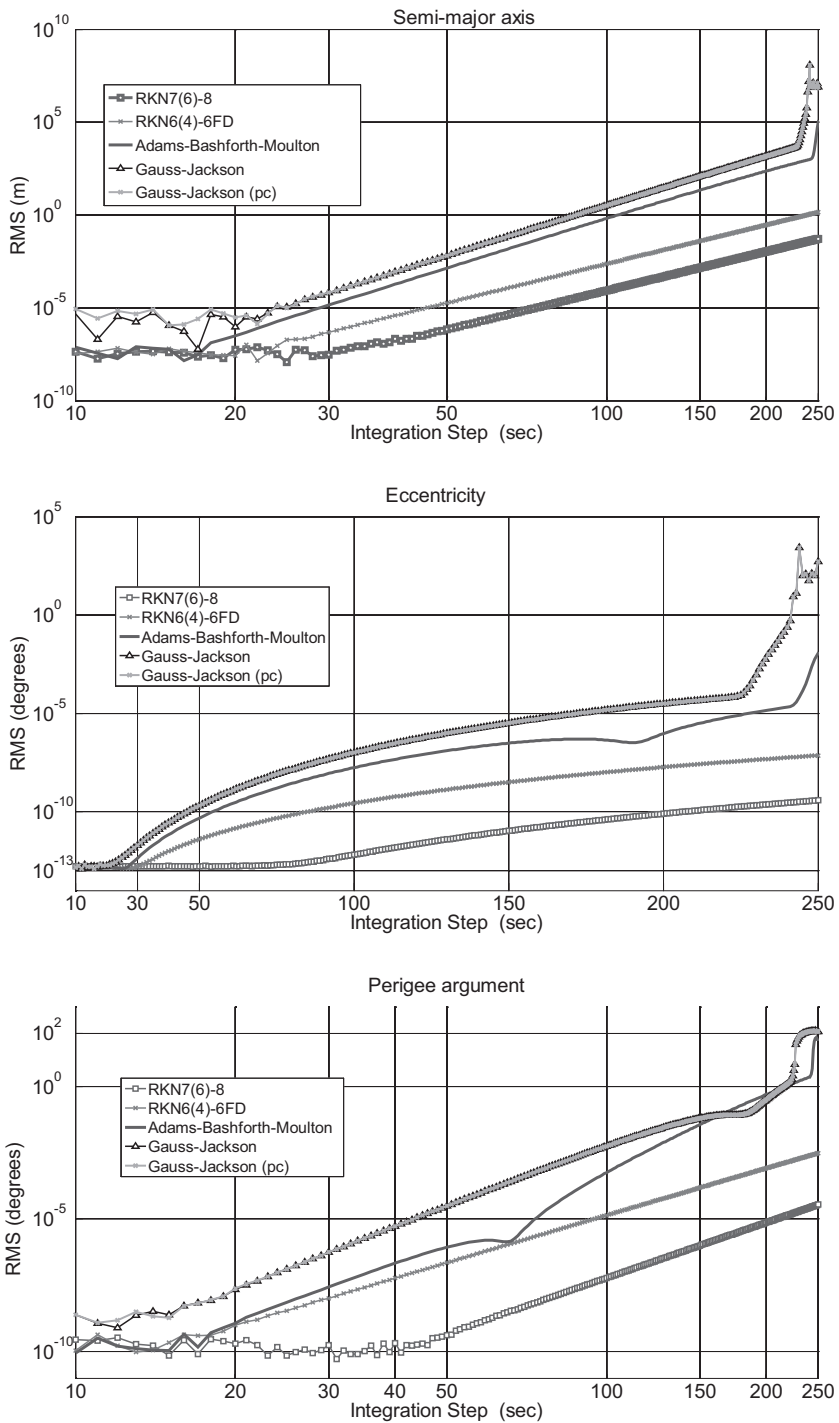 Semi-major axis
10^10
10^5
10^0
10^-5
10^-10
RMS (m)
RKN7(6)-8
RKN6(4)-6FD
Adams-Bashforth-Moulton
Gauss-Jackson
Gauss-Jackson (pc)
10 20 30 50 100 150 200 250
Integration Step (sec)
Eccentricity
10^5
10^0
10^-5
10^-10
10^-13
RMS (degrees)
RKN7(6)-8
RKN6(4)-6FD
Adams-Bashforth-Moulton
Gauss-Jackson
Gauss-Jackson (pc)
10 30 50 100 150 200 250
Integration Step (sec)
Perigee argument
10^2
10^0
10^-5
10^-10
RMS (degrees)
RKN7(6)-8
RKN6(4)-6FD
Adams-Bashforth-Moulton
Gauss-Jackson
Gauss-Jackson (pc)
10 20 30 40 50 100 150 200 250
Integration Step (sec)